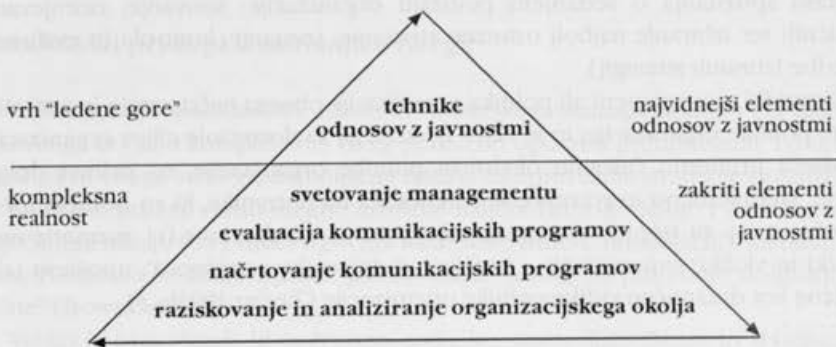 vrh "ledene gore"
tehnike
odnosov z javnostmi
najvidnejši elementi
odnosov z javnostmi
kompleksna
realnost
svetovanje managementu
evaluacija komunikacijskih programov
načrtovanje komunikacijskih programov
raziskovanje in analiziranje organizacijskega okolja
zakriti elementi
odnosov z
javnostmi